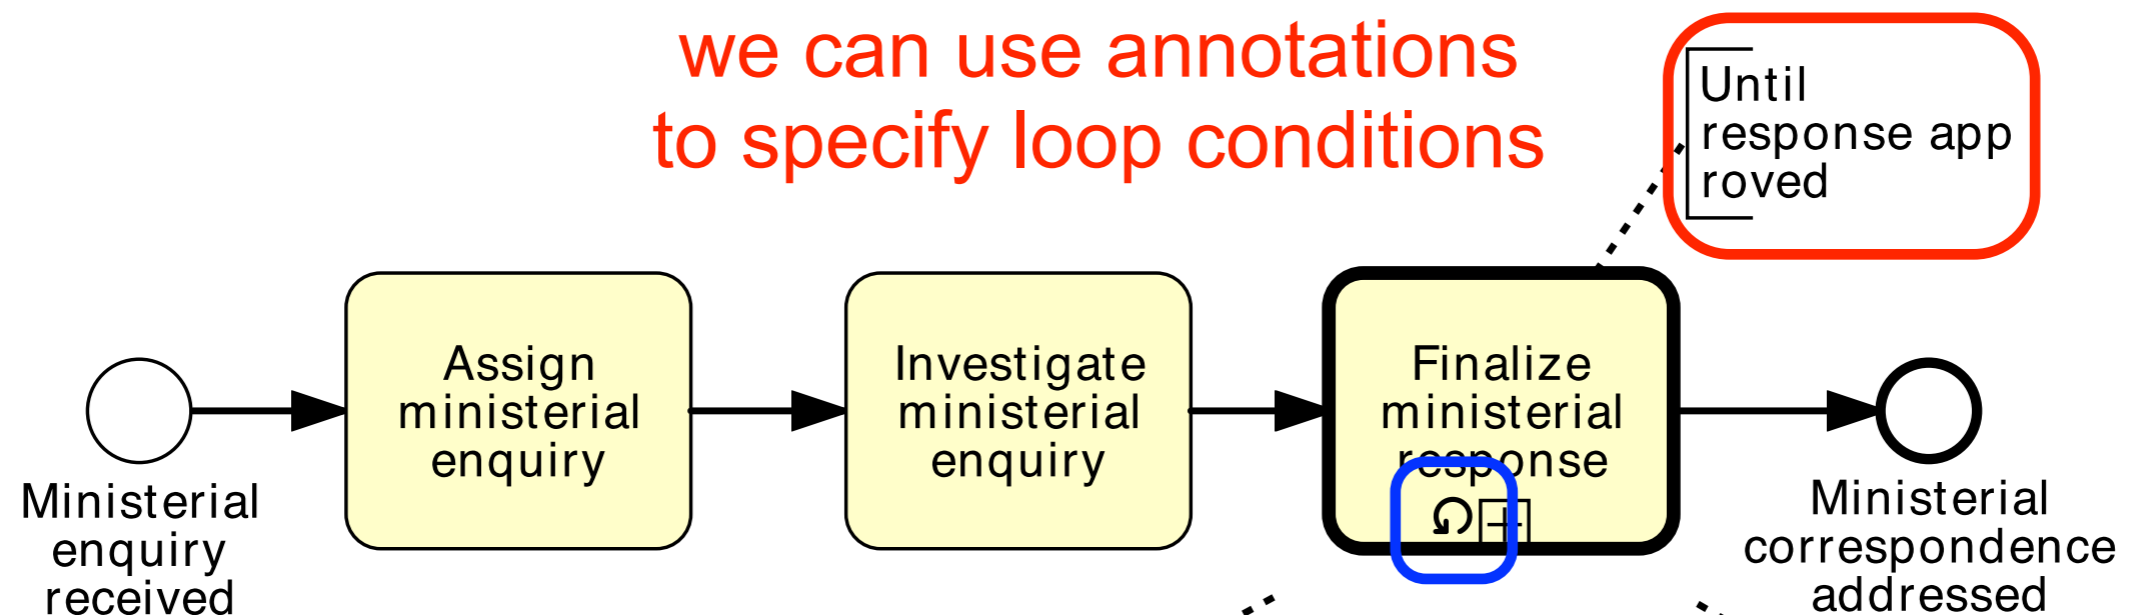 we can use annotations
to specify loop conditions
Until
response app
roved
Assign
ministerial
enquiry
Investigate
ministerial
enquiry
Finalize
ministerial
response
Ministerial
enquiry
received
Ministerial
correspondence
addressed